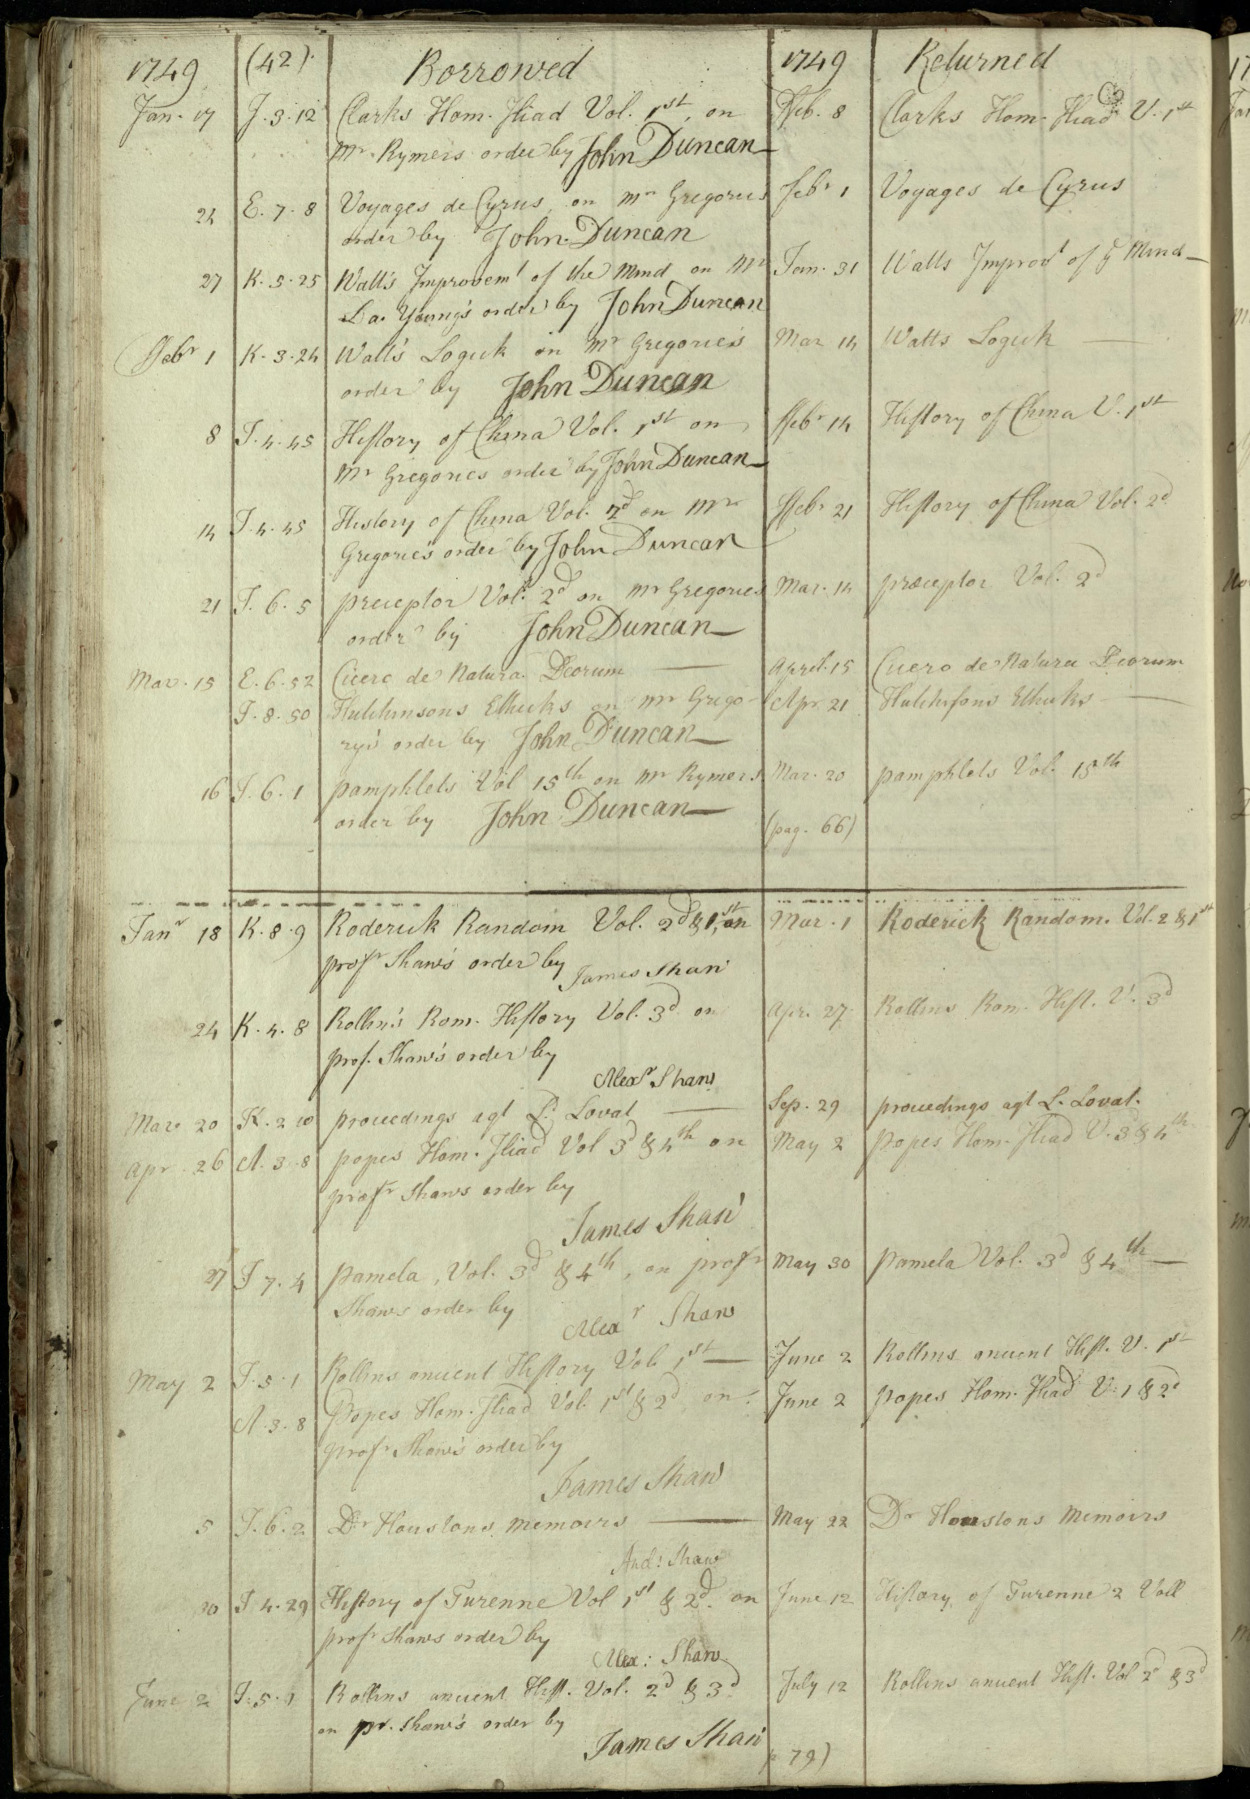 1749 (42). Borrowed 1749 Returned
Jan. 17 J. 3. 12 Clarks Hom. Iliad Vol. 1st, on Feb. 8 Clarks Hom. Iliad V. 1st
Mr. Rymers order by John Duncan
24 E. 7. 8 Voyages de Cyrus, on Mr Gregories Febr 1 Voyages de Cyrus
order by John Duncan
27 K. 3. 25 Watt's Improvemt of the Mind on Mr Jan. 31 Watts Improvt of ye Mind
Da. Young's order by John Duncan
Febr 1 K. 3. 24 Watt's Logick on Mr Gregories Mar 14 Watts Logick
order by John Duncan
8 J. 4. 45 History of China Vol. 1st on Febr 14 History of China V. 1st
Mr Gregories order by John Duncan
14 J. 4. 45 History of China Vol. 2d on Mr Febr 21 History of China Vol. 2d
Gregories order by John Duncan
21 J. 6. 5 preceptor Vol. 2d on Mr Gregories Mar. 14 præceptor Vol. 2d
order by John Duncan
Mar. 15 E. 6. 52 Cicero de Natura Deorum April. 15 Cicero de Natura Deorum
J. 8. 50 Hutchinsons Ethicks on Mr Grego- Apr. 21 Hutchisons Ethicks
rys order by John Duncan
16 J. 6. 1 pamphlets Vol 15th on Mr Rymers Mar. 20 pamphlets Vol. 15th
order by John Duncan
(pag. 66)
Janr 18 K. 8. 9 Roderick Random Vol. 2d & 1st, on Mar. 1 Roderick Random. Vol. 2 & 1st
profr Shaw's order by James Shaw
24 K. 4. 8 Rollin's Rom. History Vol. 3d on Apr. 27 Rollins Rom. Hist. V. 3d
prof. Shaw's order by
Alexr Shaw
Mar. 20 K. 2 10 proceedings agt L. Lovat Sep. 29 proceedings agt L. Lovat.
Apr. 26 A. 3. 8 popes Hom. Iliad Vol 3d & 4th on May 2 popes Hom. Iliad V. 3 & 4th
profr Shaws order by
James Shaw
27 J 7. 4 pamela, Vol. 3d & 4th, on profr May 30 pamela Vol. 3d & 4th
Shaws order by Alexr Shaw
May 2 J. 5. 1 Rollins ancient History Vol. 1st June 2 Rollins ancient Hist. V. 1st
A. 3. 8 popes Hom. Iliad Vol. 1st & 2d on June 2 popes Hom. Iliad V. 1 & 2d
profr Shaw's order by
James Shaw
5 J. 6. 2 Dr Houstons memoirs May 22 Dr Houstons Memoirs
And: Shaw
20 J 4. 29 History of Turenne Vol 1st & 2d. on June 12 History of Turenne 2 Voll
profr Shaws order by
Alex: Shaw
June 2 J. 5. 1 Rollins ancient Hist. Vol. 2d & 3d July 12 Rollins ancient Hist. Vol 2d & 3d
on pr. Shaw's order by
James Shaw 79)